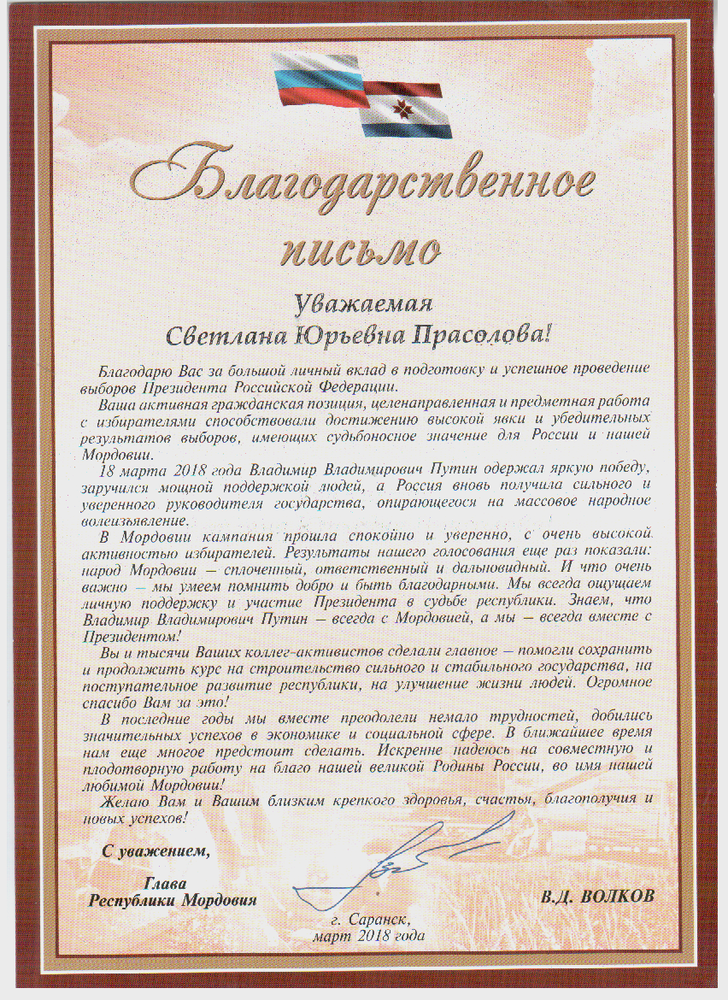 Благодарственное
письмо
Уважаемая
Светлана Юрьевна Прасолова!
Благодарю Вас за большой личный вклад в подготовку и успешное проведение
выборов Президента Российской Федерации.
Ваша активная гражданская позиция, целенаправленная и предметная работа
с избирателями способствовали достижению высокой явки и убедительных
результатов выборов, имеющих судьбоносное значение для России и нашей
Мордовии.
18 марта 2018 года Владимир Владимирович Путин одержал яркую победу,
заручился мощной поддержкой людей, а Россия вновь получила сильного и
уверенного руководителя государства, опирающегося на массовое народное
волеизъявление.
В Мордовии кампания прошла спокойно и уверенно, с очень высокой
активностью избирателей. Результаты нашего голосования еще раз показали:
народ Мордовии – сплоченный, ответственный и дальновидный. И что очень
важно – мы умеем помнить добро и быть благодарными. Мы всегда ощущаем
личную поддержку и участие Президента в судьбе республики. Знаем, что
Владимир Владимирович Путин – всегда с Мордовией, а мы – всегда вместе с
Президентом!
Вы и тысячи Ваших коллег-активистов сделали главное – помогли сохранить
и продолжить курс на строительство сильного и стабильного государства, на
поступательное развитие республики, на улучшение жизни людей. Огромное
спасибо Вам за это!
В последние годы мы вместе преодолели немало трудностей, добились
значительных успехов в экономике и социальной сфере. В ближайшее время
нам еще многое предстоит сделать. Искренне надеюсь на совместную и
плодотворную работу на благо нашей великой Родины России, во имя нашей
любимой Мордовии!
Желаю Вам и Вашим близким крепкого здоровья, счастья, благополучия и
новых успехов!
С уважением,
Глава
Республики Мордовия
В.Д. ВОЛКОВ
г. Саранск,
март 2018 года